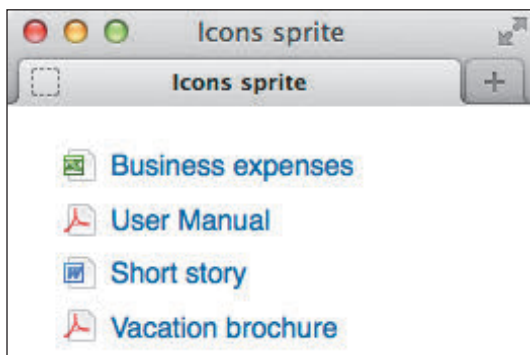 Icons sprite
Icons sprite
Business expenses
User Manual
Short story
Vacation brochure